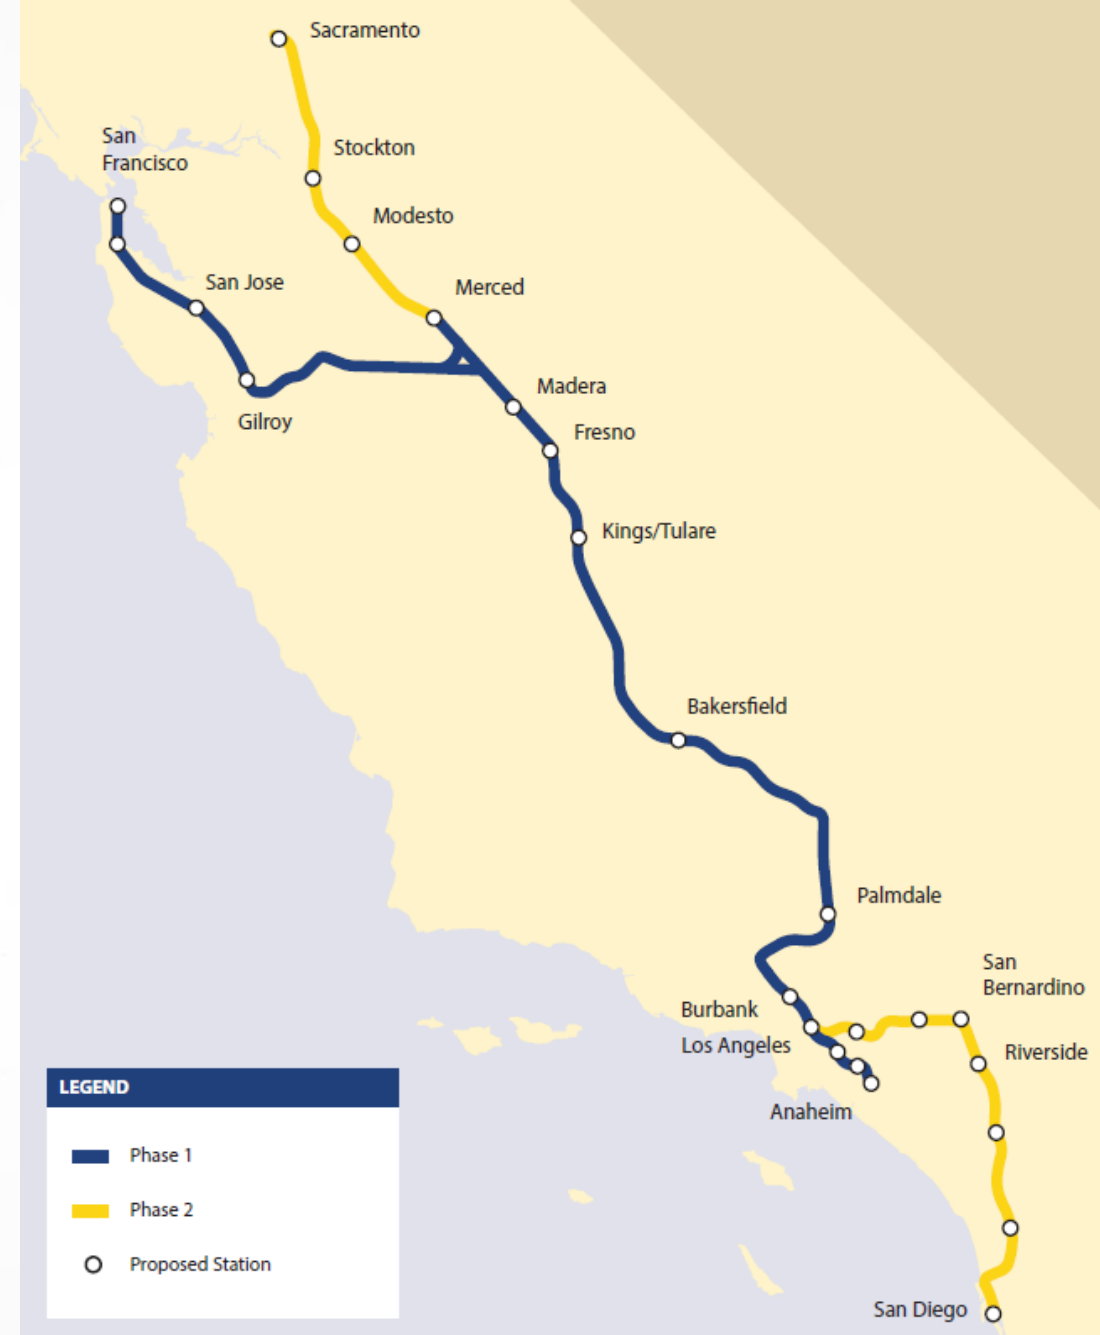 Sacramento
San
Francisco
Stockton
Modesto
San Jose
Merced
Gilroy
Madera
Fresno
Kings/Tulare
Bakersfield
Palmdale
San
Bernardino
Burbank
Los Angeles
Riverside
Anaheim
San Diego
LEGEND
Phase 1
Phase 2
Proposed Station